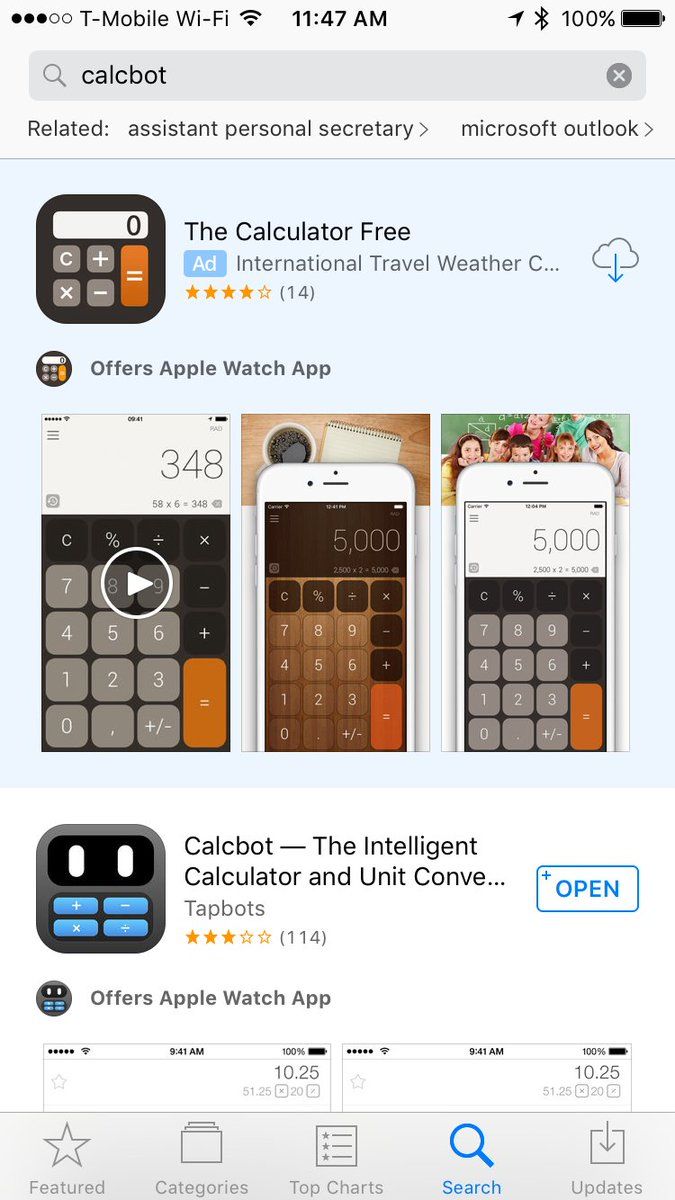 T-Mobile Wi-Fi 11:47 AM 100%
calcbot
Related: assistant personal secretary microsoft outlook
0
C +
× − =
The Calculator Free
Ad International Travel Weather C...
(14)
Offers Apple Watch App
09:41
RAD
348
58 x 6 = 348
C % ÷ ×
7 8 9 −
4 5 6 +
1 2 3 =
0 , +/-
Carrier 12:41 PM
RAD
5,000
2,500 x 2 = 5,000
C % ÷ ×
7 8 9 −
4 5 6 +
1 2 3 =
0 . +/-
Carrier 12:04 PM
RAD
5,000
2,500 x 2 = 5,000
C % ÷ ×
7 8 9 −
4 5 6 +
1 2 3 =
0 . +/-
+ −
× ÷
Calcbot — The Intelligent
Calculator and Unit Conve...
Tapbots
(114)
+OPEN
Offers Apple Watch App
9:41 AM 100%
10.25
51.25 × 20
9:41 AM 100%
10.25
51.25 × 20
Featured Categories Top Charts Search Updates